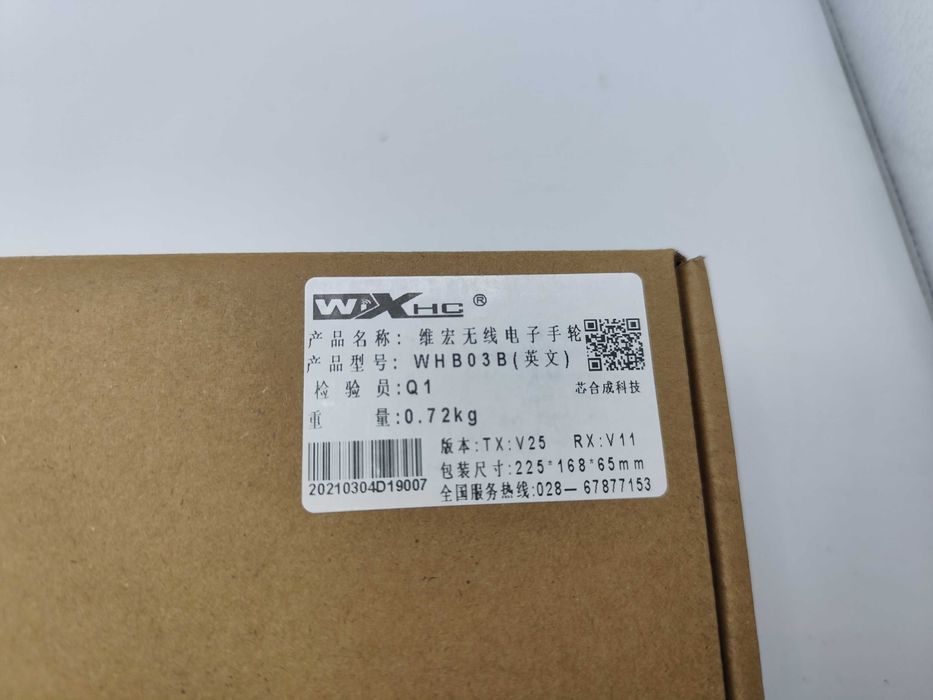 WiXHC®
产品名称: 维宏无线电子手轮
产品型号: WHB03B(英文)
检验员:Q1
芯合成科技
重量:0.72kg
版本:TX:V25 RX:V11
包装尺寸:225*168*65mm
20210304D19007
全国服务热线:028-67877153